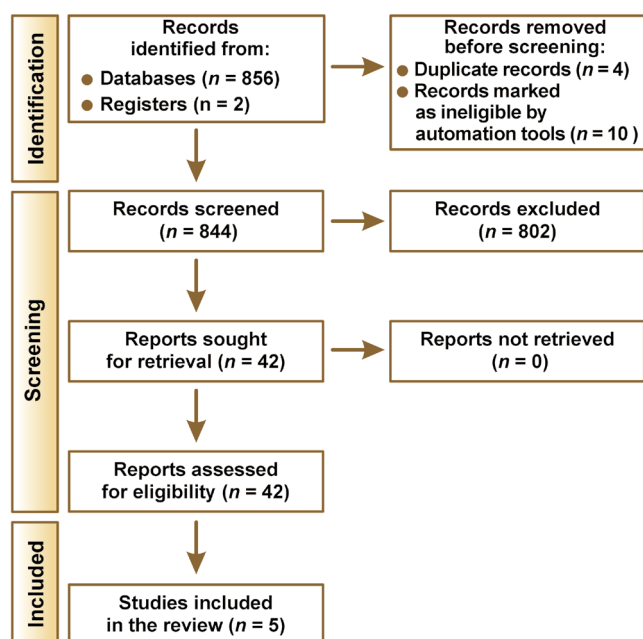 Identification
Records
identified from:
● Databases (n = 856)
● Registers (n = 2)
Records removed
before screening:
● Duplicate records (n = 4)
● Records marked
as ineligible by
automation tools (n = 10 )
Screening
Records screened
(n = 844)
Records excluded
(n = 802)
Reports sought
for retrieval (n = 42)
Reports not retrieved
(n = 0)
Reports assessed
for eligibility (n = 42)
Included
Studies included
in the review (n = 5)